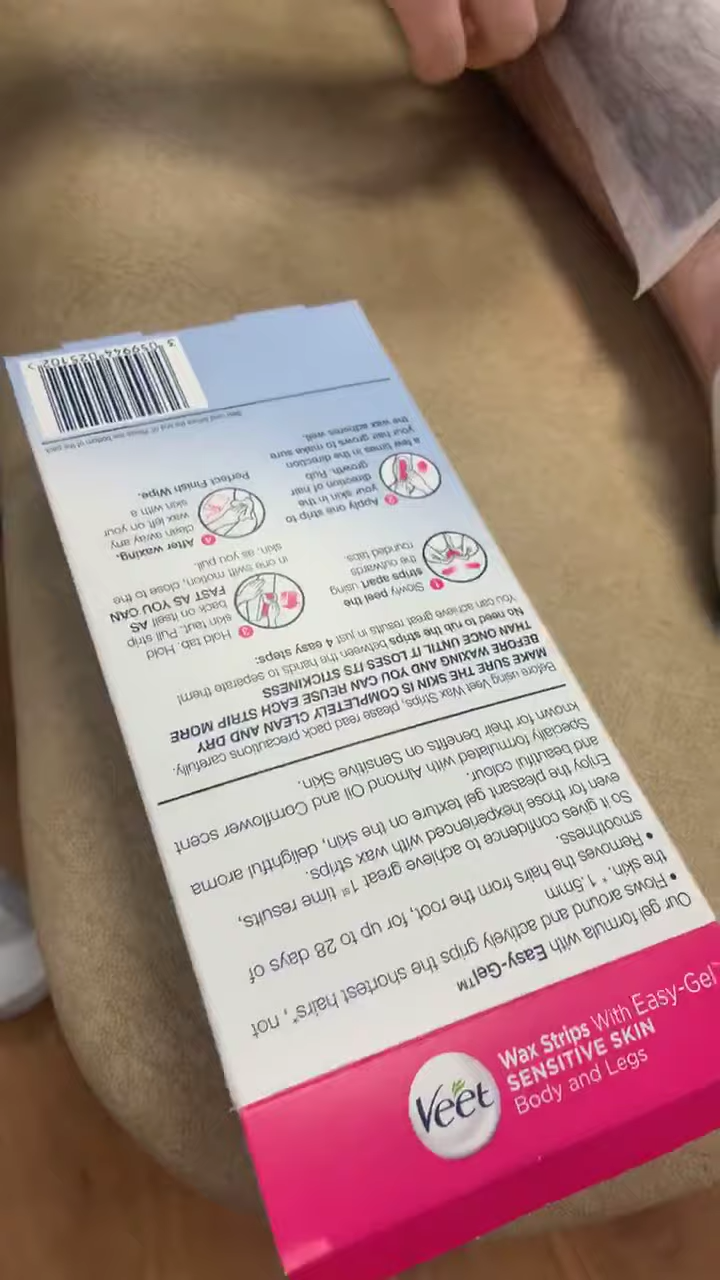 Veet
Wax Strips With Easy-Gel™
SENSITIVE SKIN
Body and Legs
Our gel formula with Easy-Gel™
• Flows around and actively grips the shortest hairs*, not
the skin. * 1.5mm
• Removes the hairs from the root, for up to 28 days of
smoothness.
So it gives confidence to achieve great 1st time results,
even for those inexperienced with wax strips.
Enjoy the pleasant gel texture on the skin, delightful aroma
and beautiful colour.
Specially formulated with Almond Oil and Cornflower scent
known for their benefits on Sensitive Skin.
Before using Veet Wax Strips, please read pack precautions carefully.
MAKE SURE THE SKIN IS COMPLETELY CLEAN AND DRY
BEFORE WAXING AND YOU CAN REUSE EACH STRIP MORE
THAN ONCE UNTIL IT LOSES ITS STICKINESS
No need to rub the strips between the hands to separate them!
You can achieve great results in just 4 easy steps:
1 Slowly peel the
strips apart using
the outwards
rounded tabs.
2 Apply one strip to
your skin in the
direction of hair
growth. Rub
a few times in the direction
your hair grows to make sure
the wax adheres well.
3 Hold tab. Hold
skin taut. Pull strip
back on itself AS
FAST AS YOU CAN
in one swift motion, close to the
skin, as you pull.
4 After waxing,
clean away any
wax left on your
skin with a
Perfect Finish Wipe.
3 059944 025102 >